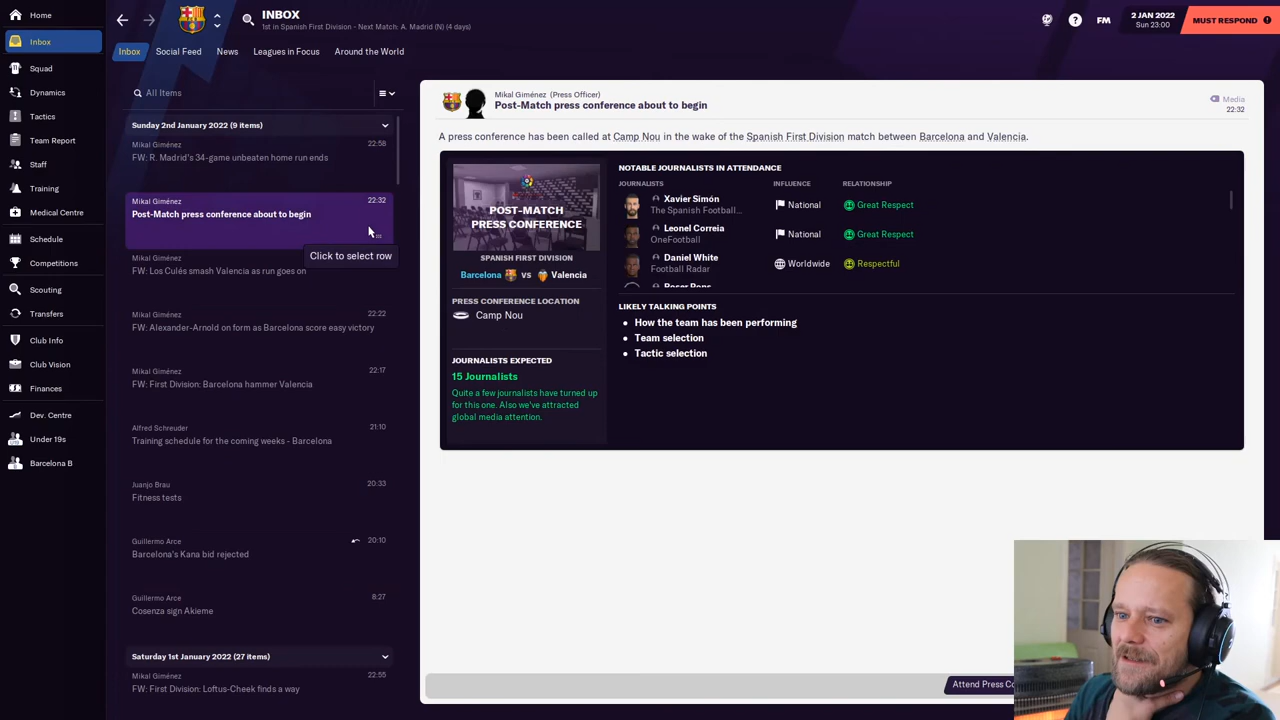 Home
INBOX
1st in Spanish First Division - Next Match: A. Madrid (N) (4 days)
FM
2 JAN 2022
Sun 23:00
MUST RESPOND
Inbox
Squad
Dynamics
Tactics
Team Report
Staff
Training
Medical Centre
Schedule
Competitions
Scouting
Transfers
Club Info
Club Vision
Finances
Dev. Centre
Under 19s
Barcelona B
Inbox
Social Feed
News
Leagues in Focus
Around the World
All Items
Sunday 2nd January 2022 (9 items)
Mikal Giménez
22:58
FW: R. Madrid's 34-game unbeaten home run ends
Mikal Giménez
22:32
Post-Match press conference about to begin
Click to select row
Mikal Giménez
FW: Los Culés smash Valencia as run goes on
Mikal Giménez
22:22
FW: Alexander-Arnold on form as Barcelona score easy victory
Mikal Giménez
22:17
FW: First Division: Barcelona hammer Valencia
Alfred Schreuder
21:10
Training schedule for the coming weeks - Barcelona
Juanjo Brau
20:33
Fitness tests
Guillermo Arce
20:10
Barcelona's Kana bid rejected
Guillermo Arce
8:27
Cosenza sign Akieme
Saturday 1st January 2022 (27 items)
Mikal Giménez
22:55
FW: First Division: Loftus-Cheek finds a way
Mikal Giménez (Press Officer)
Post-Match press conference about to begin
Media
22:32
A press conference has been called at Camp Nou in the wake of the Spanish First Division match between Barcelona and Valencia.
POST-MATCH
PRESS CONFERENCE
SPANISH FIRST DIVISION
Barcelona vs Valencia
PRESS CONFERENCE LOCATION
Camp Nou
JOURNALISTS EXPECTED
15 Journalists
Quite a few journalists have turned up
for this one. Also we've attracted
global media attention.
NOTABLE JOURNALISTS IN ATTENDANCE
JOURNALISTS
INFLUENCE
RELATIONSHIP
Xavier Simón
The Spanish Football...
National
Great Respect
Leonel Correia
OneFootball
National
Great Respect
Daniel White
Football Radar
Worldwide
Respectful
LIKELY TALKING POINTS
How the team has been performing
Team selection
Tactic selection
Attend Press Co